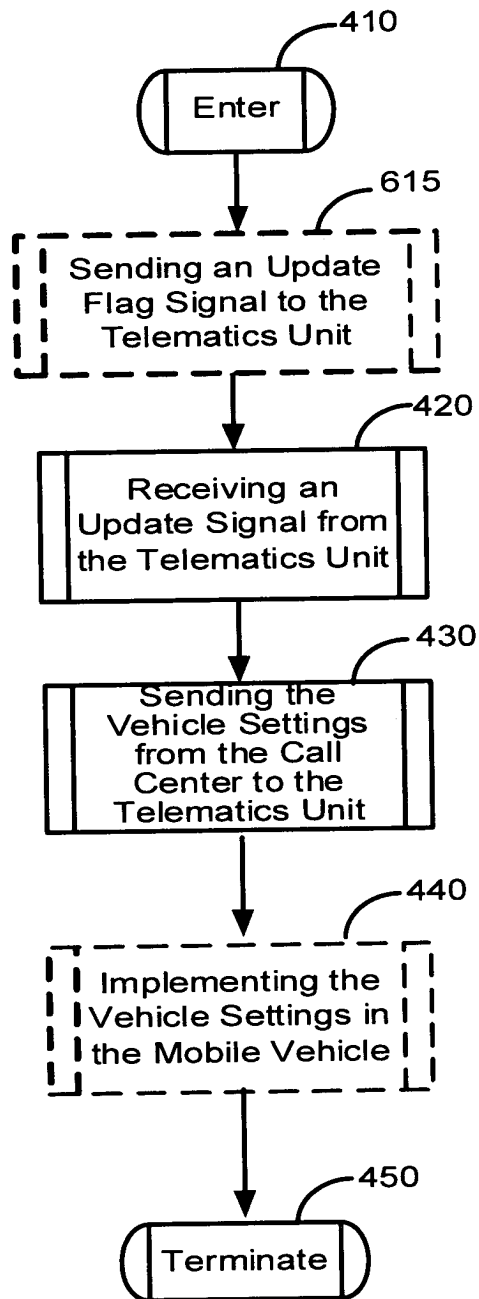 410
Enter
615
Sending an Update
Flag Signal to the
Telematics Unit
420
Receiving an
Update Signal from
the Telematics Unit
430
Sending the
Vehicle Settings
from the Call
Center to the
Telematics Unit
440
Implementing the
Vehicle Settings in
the Mobile Vehicle
450
Terminate